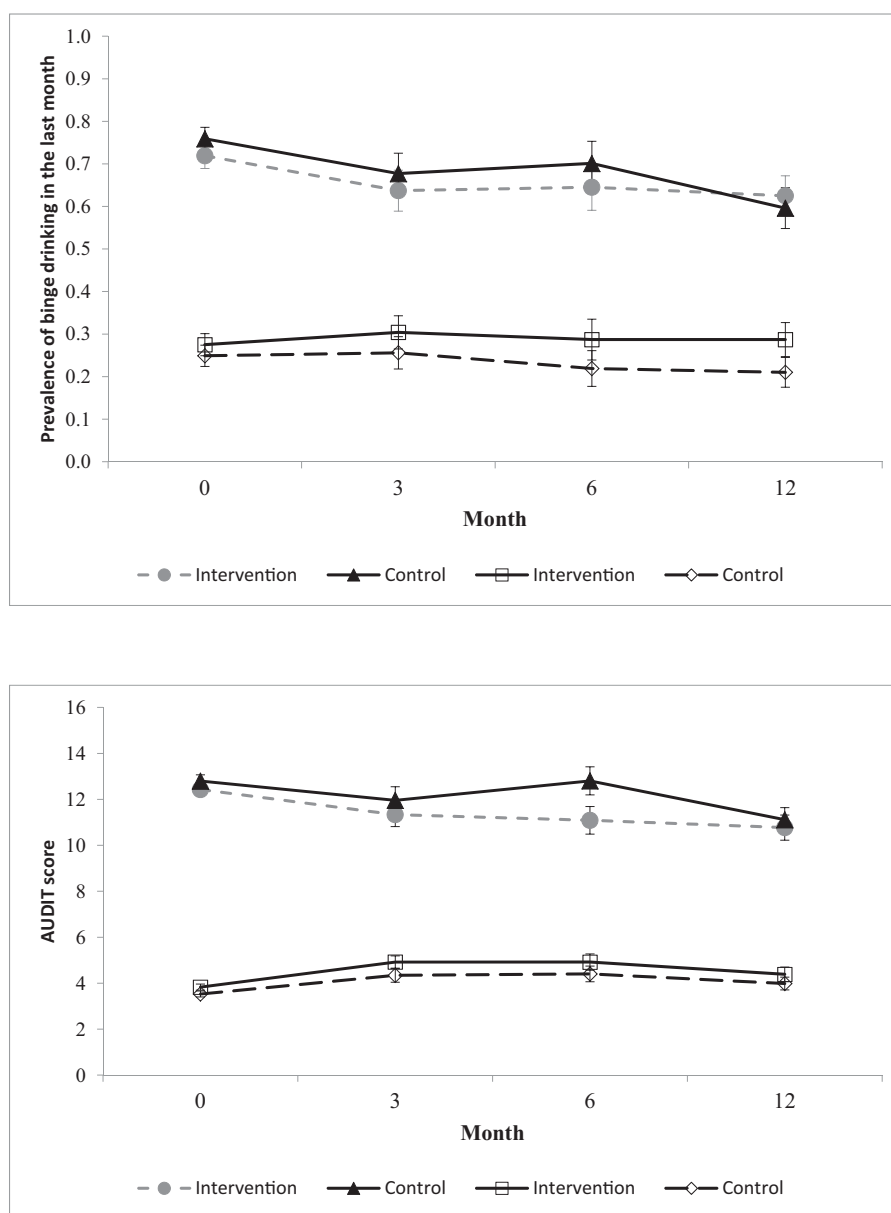 Prevalence of binge drinking in the last month
1.0
0.9
0.8
0.7
0.6
0.5
0.4
0.3
0.2
0.1
0.0
0 3 6 12
Month
Intervention Control Intervention Control
AUDIT score
16
14
12
10
8
6
4
2
0
0 3 6 12
Month
Intervention Control Intervention Control